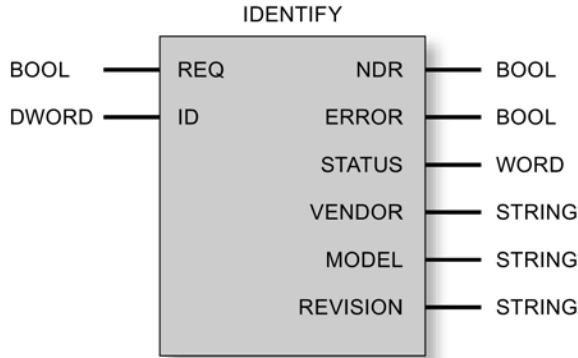 IDENTIFY
BOOL REQ NDR BOOL
DWORD ID ERROR BOOL
STATUS WORD
VENDOR STRING
MODEL STRING
REVISION STRING